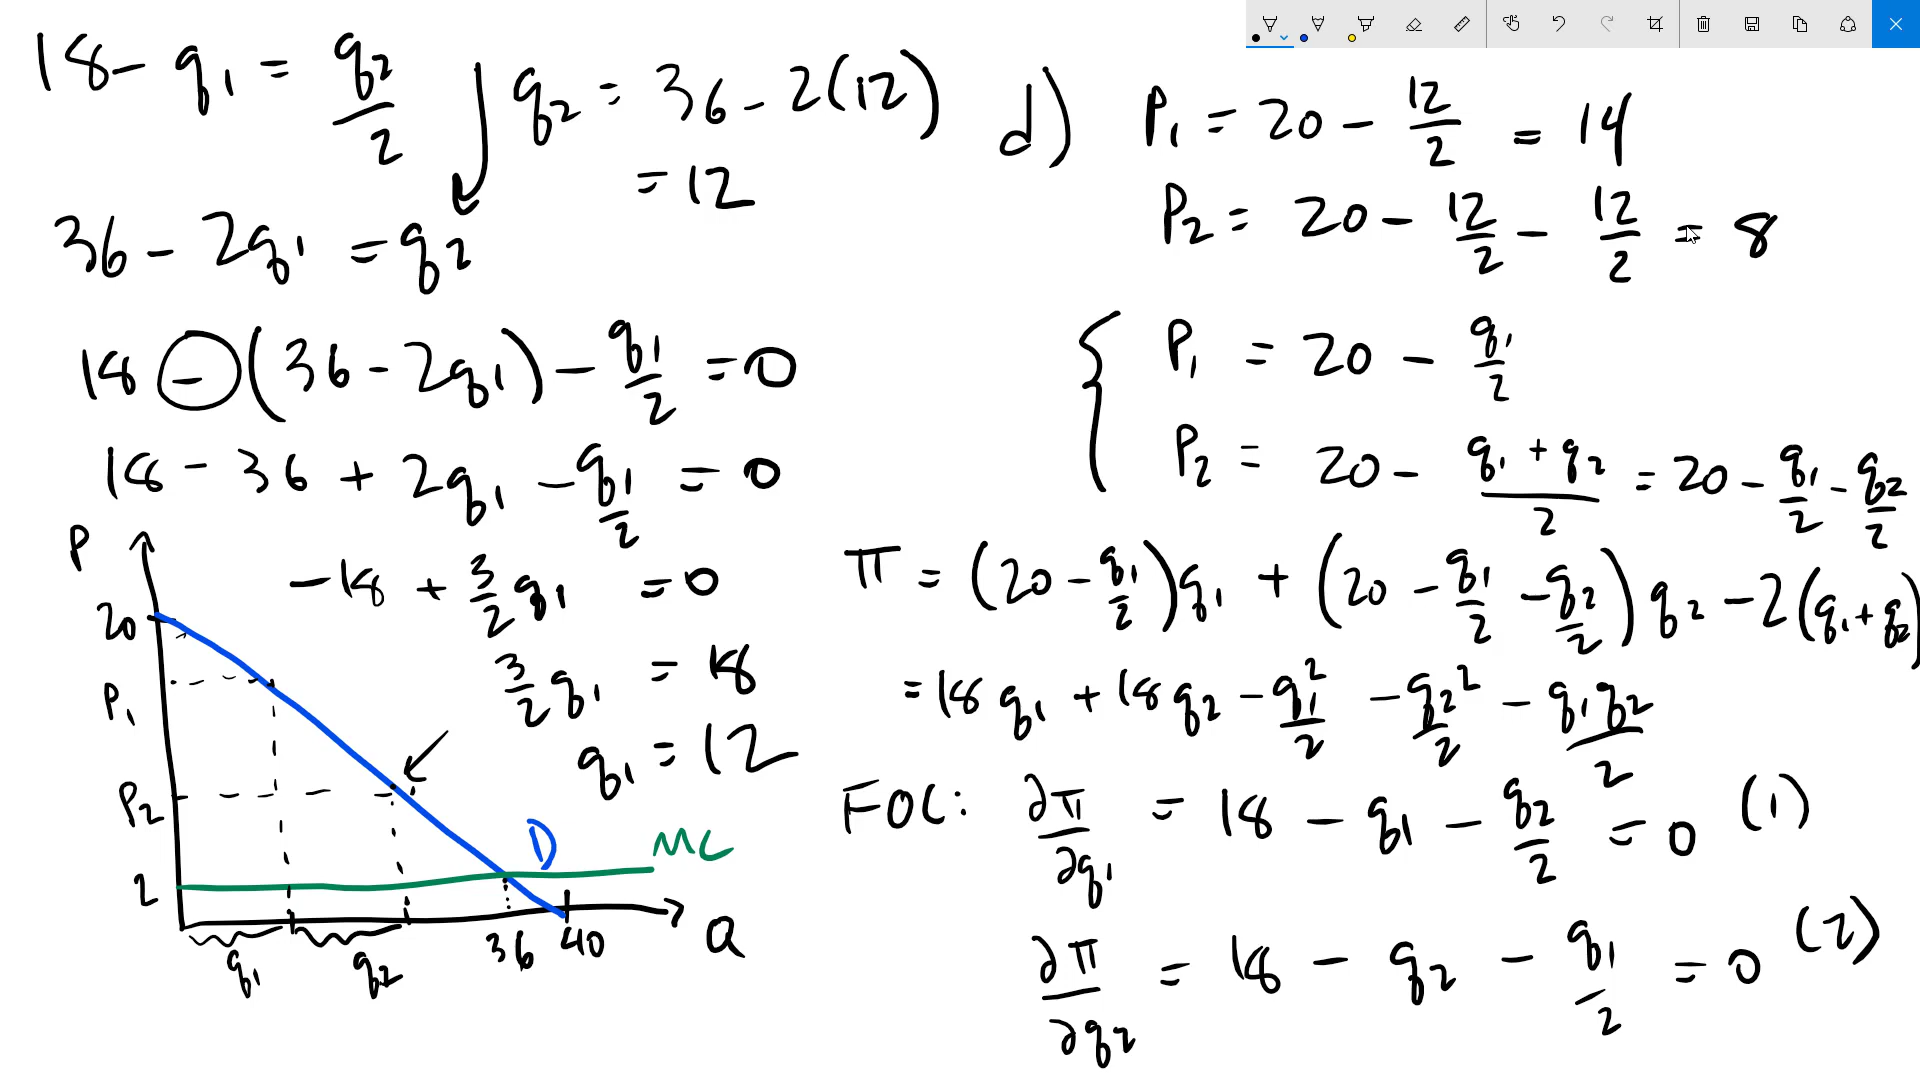 18 - q₁ = q₂/2
q₂ = 36 - 2(12)
= 12
36 - 2q₁ = q₂
18 - (36 - 2q₁) - q₁/2 = 0
18 - 36 + 2q₁ - q₁/2 = 0
-18 + 3/2 q₁ = 0
3/2 q₁ = 18
q₁ = 12
P
20
P₁
P₂
2
D
MC
q₁ q₂ 36 40 Q
d) P₁ = 20 - 12/2 = 14
P₂ = 20 - 12/2 - 12/2 = 8
{ P₁ = 20 - q₁/2
P₂ = 20 - (q₁ + q₂)/2 = 20 - q₁/2 - q₂/2
π = (20 - q₁/2)q₁ + (20 - q₁/2 - q₂/2)q₂ - 2(q₁ + q₂)
= 18q₁ + 18q₂ - q₁²/2 - q₂²/2 - q₁q₂/2
FOC: ∂π/∂q₁ = 18 - q₁ - q₂/2 = 0 (1)
∂π/∂q₂ = 18 - q₂ - q₁/2 = 0 (2)